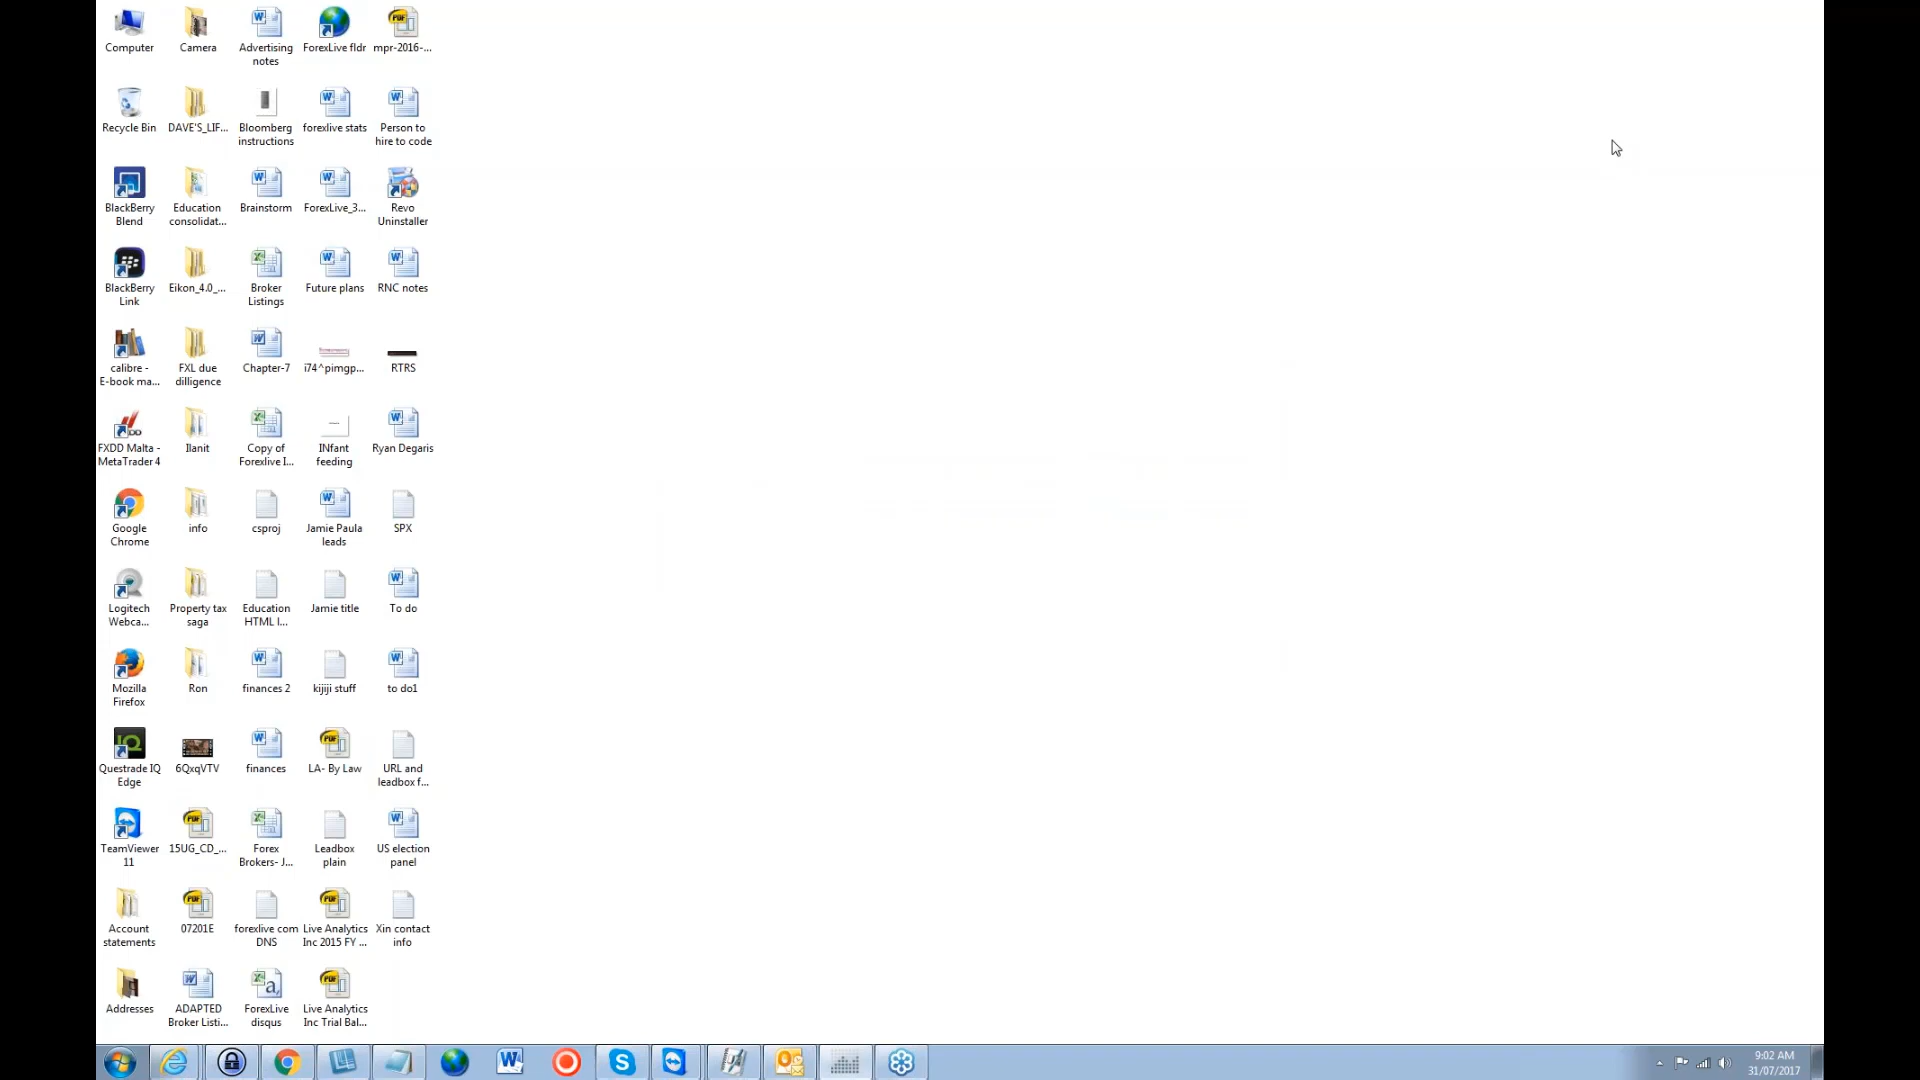 Computer
Camera
Advertising
notes
ForexLive fldr
mpr-2016-...
Recycle Bin
DAVE'S_LIF...
Bloomberg
instructions
forexlive stats
Person to
hire to code
BlackBerry
Blend
Education
consolidat...
Brainstorm
ForexLive_3...
Revo
Uninstaller
BlackBerry
Link
Eikon_4.0_...
Broker
Listings
Future plans
RNC notes
calibre -
E-book ma...
FXL due
dilligence
Chapter-7
i74^pimgp...
RTRS
FXDD Malta -
MetaTrader 4
Ilanit
Copy of
Forexlive I...
INfant
feeding
Ryan Degaris
Google
Chrome
info
csproj
Jamie Paula
leads
SPX
Logitech
Webca...
Property tax
saga
Education
HTML I...
Jamie title
To do
Mozilla
Firefox
Ron
finances 2
kijiji stuff
to do1
Questrade IQ
Edge
6QxqVTV
finances
LA- By Law
URL and
leadbox f...
TeamViewer
11
15UG_CD_...
Forex
Brokers- J...
Leadbox
plain
US election
panel
Account
statements
07201E
forexlive com
DNS
Live Analytics
Inc 2015 FY ...
Xin contact
info
Addresses
ADAPTED
Broker Listi...
ForexLive
disqus
Live Analytics
Inc Trial Bal...
9:02 AM
31/07/2017